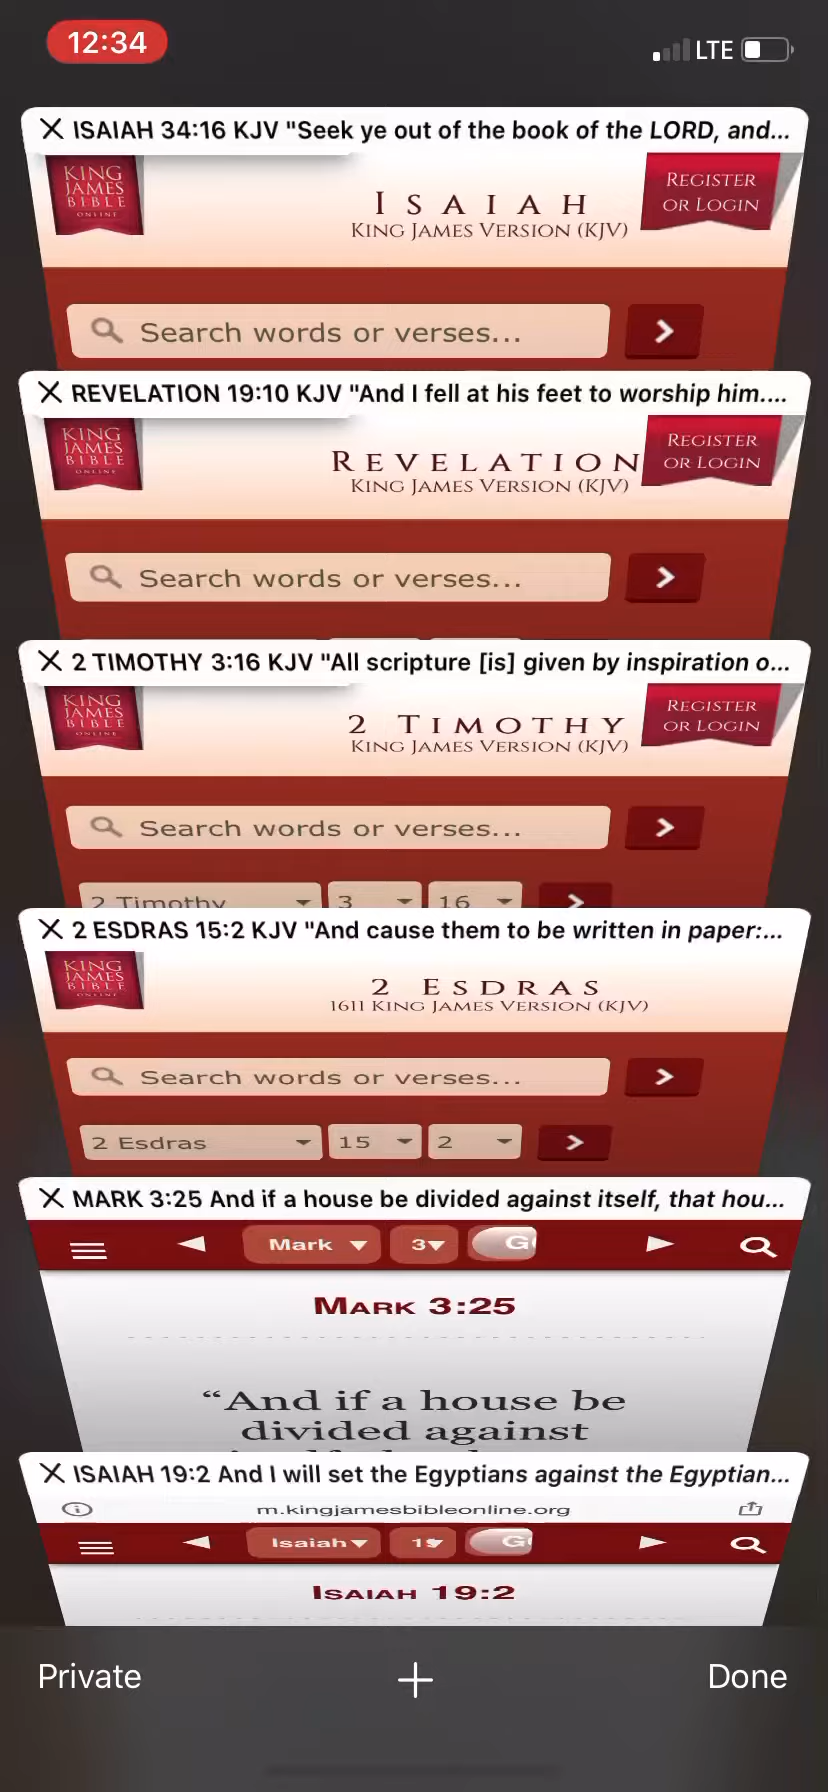 12:34
LTE
ISAIAH 34:16 KJV "Seek ye out of the book of the LORD, and...
KING
JAMES
BIBLE
ONLINE
ISAIAH
KING JAMES VERSION (KJV)
REGISTER
OR LOGIN
Search words or verses...
REVELATION 19:10 KJV "And I fell at his feet to worship him....
KING
JAMES
BIBLE
ONLINE
REVELATION
KING JAMES VERSION (KJV)
REGISTER
OR LOGIN
Search words or verses...
2 TIMOTHY 3:16 KJV "All scripture [is] given by inspiration o...
KING
JAMES
BIBLE
ONLINE
2 TIMOTHY
KING JAMES VERSION (KJV)
REGISTER
OR LOGIN
Search words or verses...
2 Timothy 3 16
2 ESDRAS 15:2 KJV "And cause them to be written in paper:...
KING
JAMES
BIBLE
ONLINE
2 ESDRAS
1611 KING JAMES VERSION (KJV)
Search words or verses...
2 Esdras 15 2
MARK 3:25 And if a house be divided against itself, that hou...
Mark 3
MARK 3:25
“And if a house be
divided against
ISAIAH 19:2 And I will set the Egyptians against the Egyptian...
m.kingjamesbibleonline.org
Isaiah
ISAIAH 19:2
Private
Done